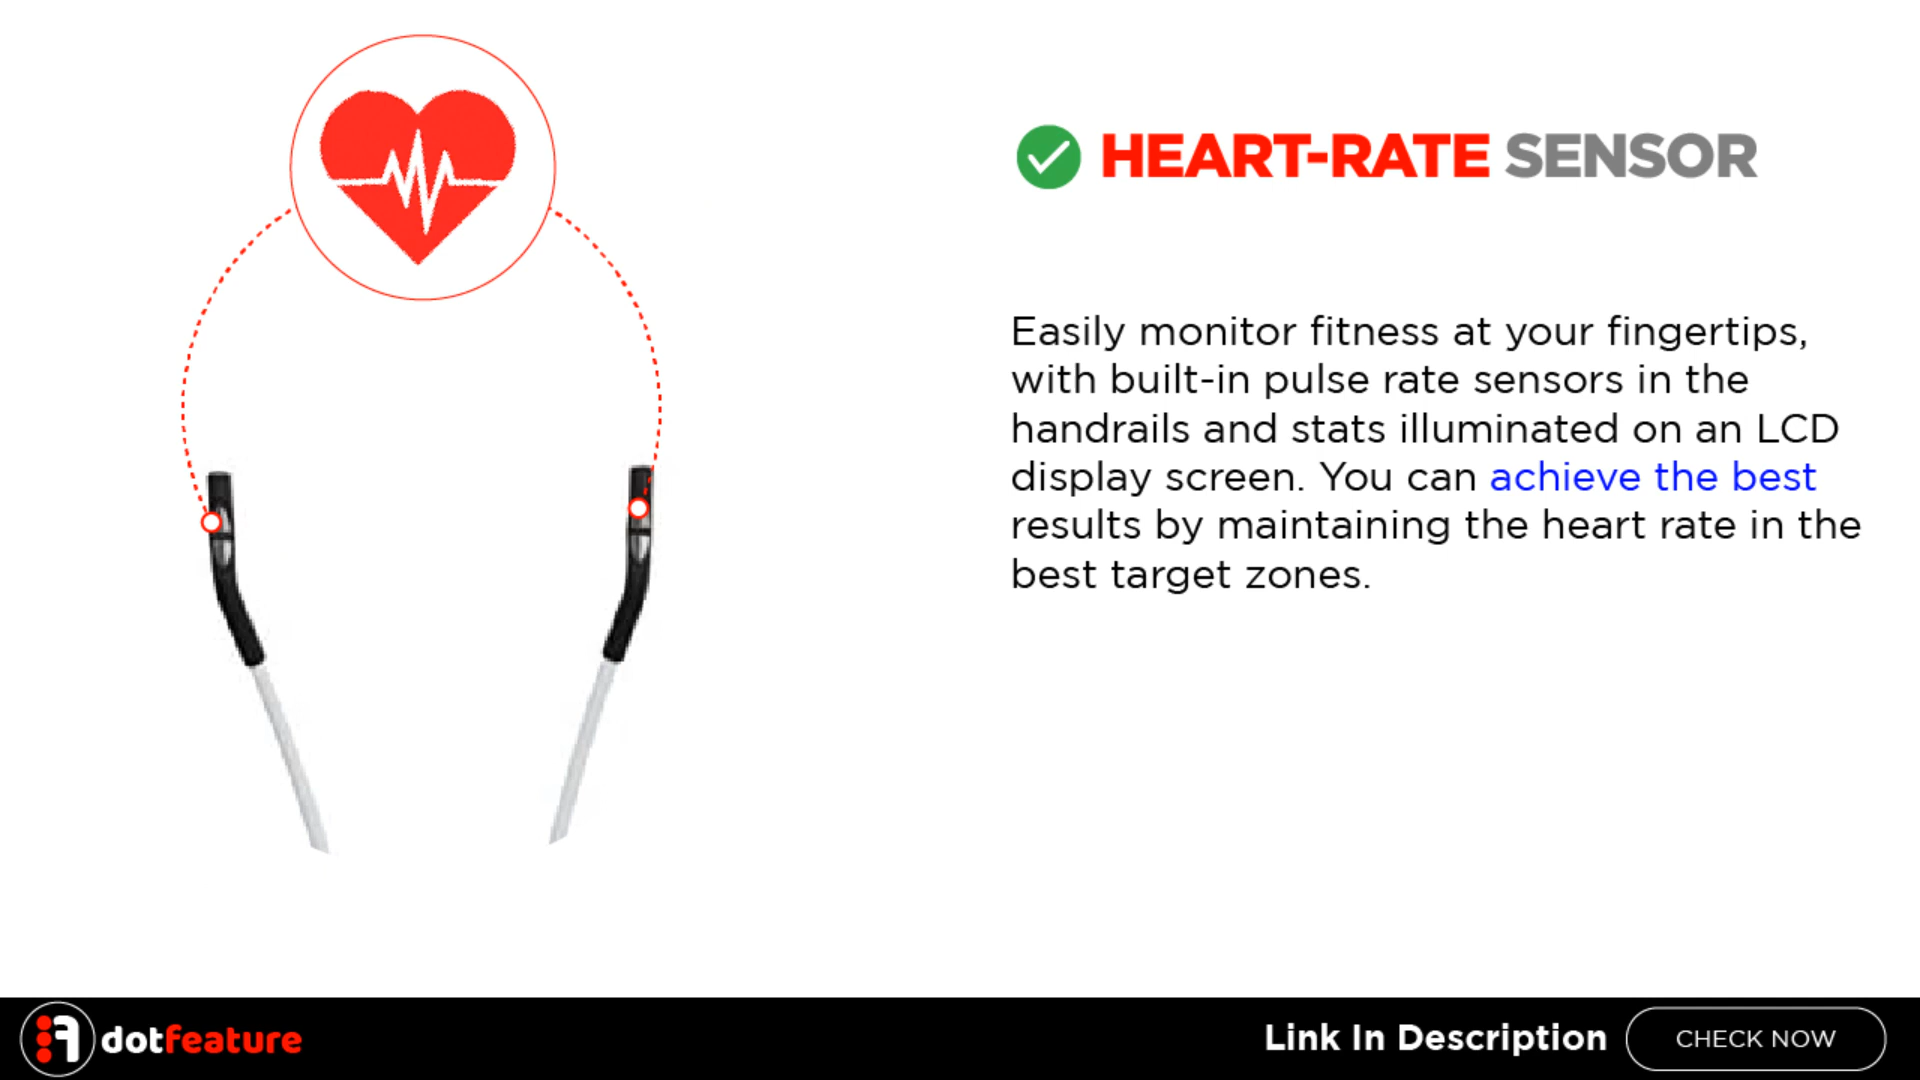 HEART-RATE SENSOR
Easily monitor fitness at your fingertips,
with built-in pulse rate sensors in the
handrails and stats illuminated on an LCD
display screen. You can achieve the best
results by maintaining the heart rate in the
best target zones.
dotfeature
Link In Description
CHECK NOW